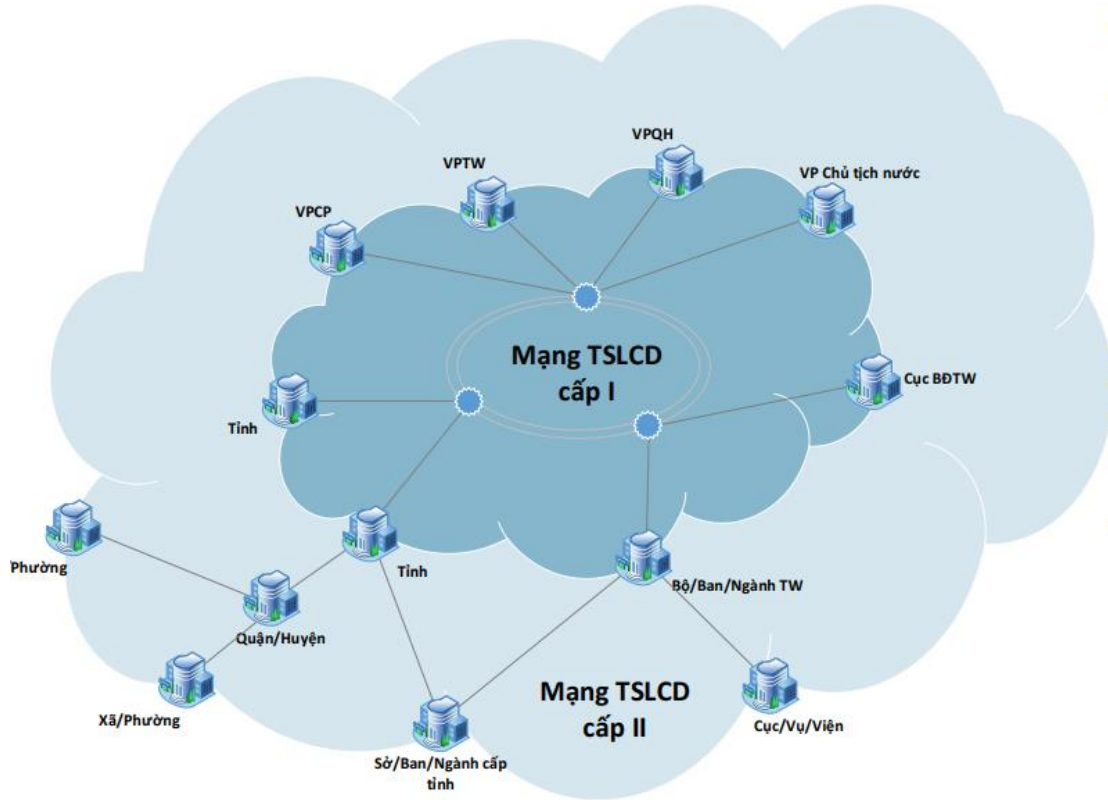 VPQH
VPTW
VP Chủ tịch nước
VPCP
Mạng TSLCD
cấp I
Cục BĐTW
Tỉnh
Phường
Tỉnh
Bộ/Ban/Ngành TW
Quận/Huyện
Xã/Phường
Mạng TSLCD
cấp II
Cục/Vụ/Viện
Sở/Ban/Ngành cấp
tỉnh